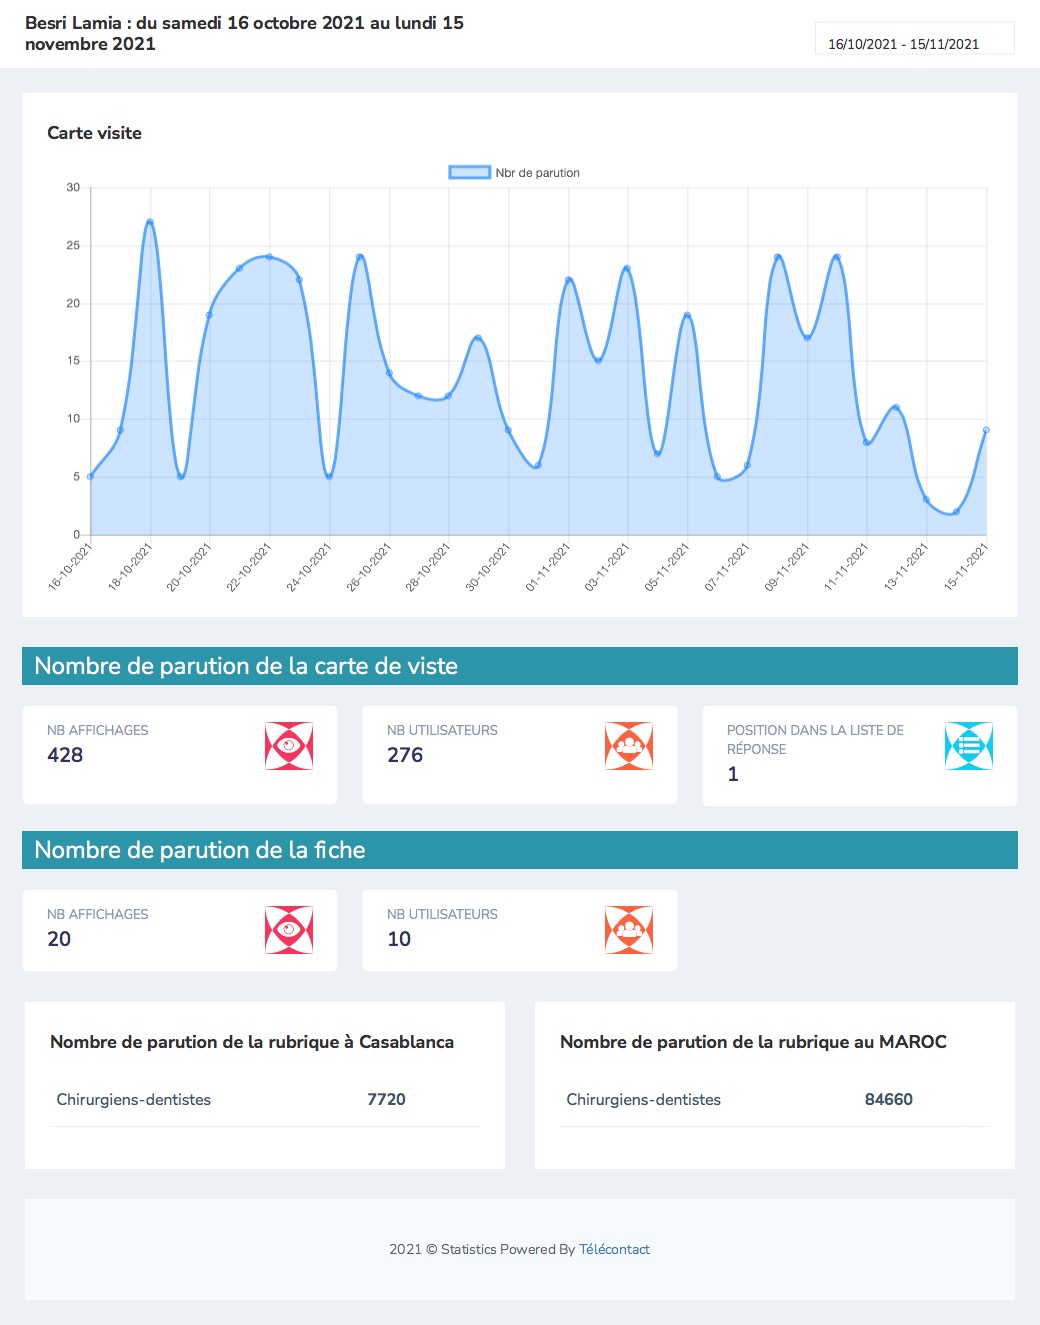 Besri Lamia : du samedi 16 octobre 2021 au lundi 15
novembre 2021
16/10/2021 - 15/11/2021
Carte visite
Nbr de parution
30
25
20
15
10
5
0
16-10-2021
18-10-2021
20-10-2021
22-10-2021
24-10-2021
26-10-2021
28-10-2021
30-10-2021
01-11-2021
03-11-2021
05-11-2021
07-11-2021
09-11-2021
11-11-2021
13-11-2021
15-11-2021
Nombre de parution de la carte de viste
NB AFFICHAGES
428
NB UTILISATEURS
276
POSITION DANS LA LISTE DE
RÉPONSE
1
Nombre de parution de la fiche
NB AFFICHAGES
20
NB UTILISATEURS
10
Nombre de parution de la rubrique à Casablanca
Chirurgiens-dentistes 7720
Nombre de parution de la rubrique au MAROC
Chirurgiens-dentistes 84660
2021 © Statistics Powered By Télécontact